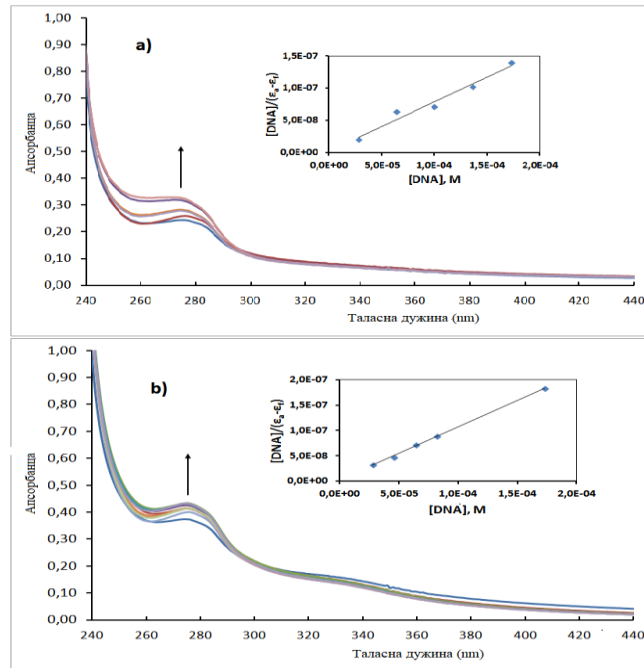 a)
1,00
0,90
0,80
0,70
0,60
0,50
0,40
0,30
0,20
0,10
0,00
Апсорбанца
240 260 280 300 320 340 360 380 400 420 440
Таласна дужина (nm)
1,5E-07
1,0E-07
5,0E-08
0,0E+00
[DNA]/(εa-εf)
0,0E+00 5,0E-05 1,0E-04 1,5E-04 2,0E-04
[DNA], M
b)
1,00
0,90
0,80
0,70
0,60
0,50
0,40
0,30
0,20
0,10
0,00
Апсорбанца
240 260 280 300 320 340 360 380 400 420 440
Таласна дужина (nm)
2,0E-07
1,5E-07
1,0E-07
5,0E-08
0,0E+00
[DNA]/(εa-εf)
0,0E+00 5,0E-05 1,0E-04 1,5E-04 2,0E-04
[DNA], M